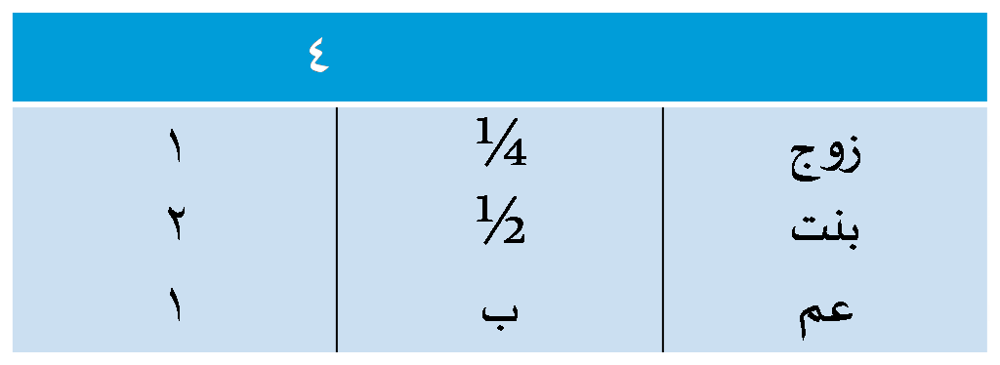 ٤
زوج ¼ ١
بنت ½ ٢
عم ب ١